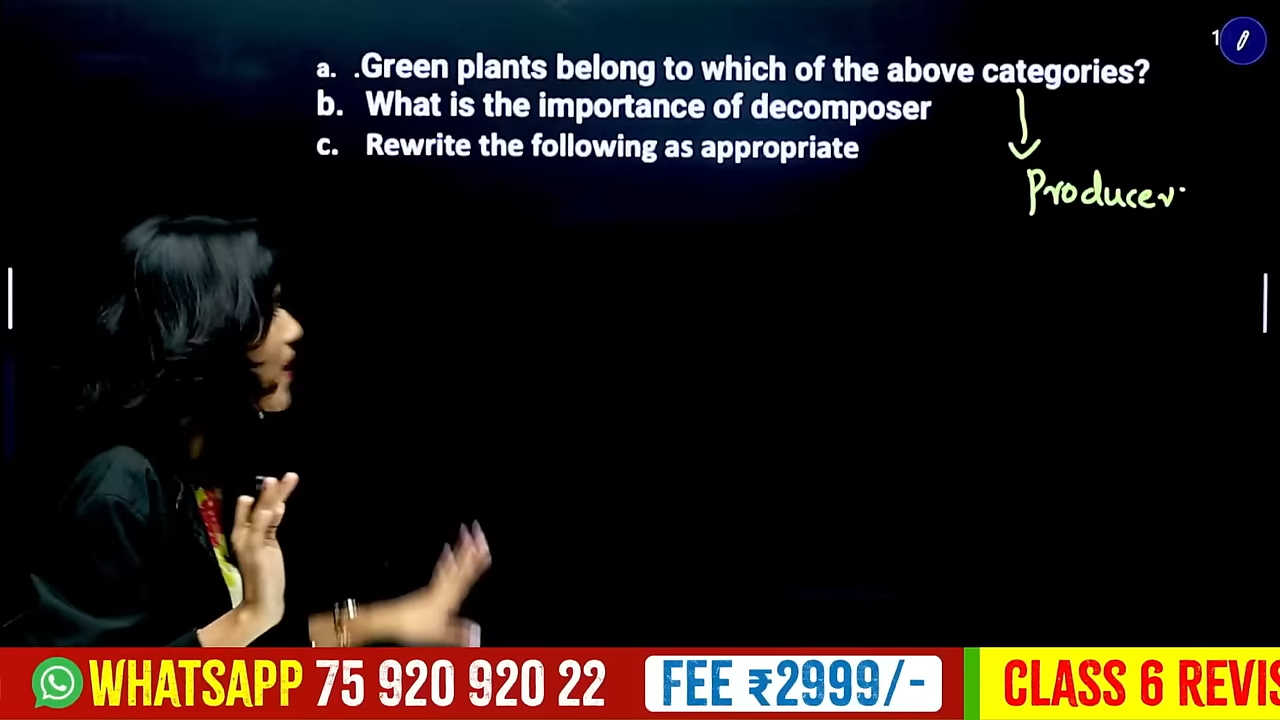 a. .Green plants belong to which of the above categories?
b. What is the importance of decomposer
c. Rewrite the following as appropriate
Producer.
1
WHATSAPP 75 920 920 22 FEE ₹2999/- CLASS 6 REVIS